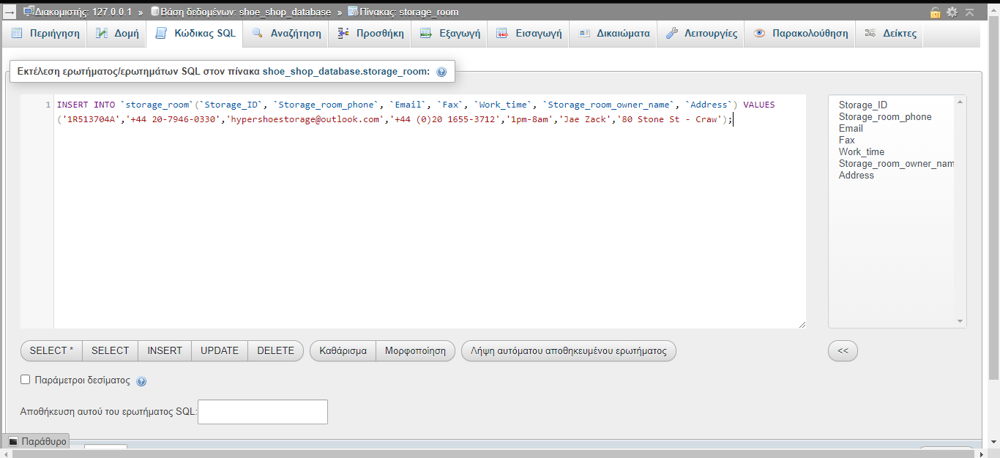 Διακομιστής: 127.0.0.1 » Βάση δεδομένων: shoe_shop_database » Πίνακας: storage_room
Περιήγηση Δομή Κώδικας SQL Αναζήτηση Προσθήκη Εξαγωγή Εισαγωγή Δικαιώματα Λειτουργίες Παρακολούθηση Δείκτες
Εκτέλεση ερωτήματος/ερωτημάτων SQL στον πίνακα shoe_shop_database.storage_room:
1 INSERT INTO `storage_room`(`Storage_ID`, `Storage_room_phone`, `Email`, `Fax`, `Work_time`, `Storage_room_owner_name`, `Address`) VALUES
('1R513704A','+44 20-7946-0330','hypershoestorage@outlook.com','+44 (0)20 1655-3712','1pm-8am','Jae Zack','80 Stone St - Craw');
Storage_ID
Storage_room_phone
Email
Fax
Work_time
Storage_room_owner_nam
Address
SELECT * SELECT INSERT UPDATE DELETE Καθάρισμα Μορφοποίηση Λήψη αυτόματου αποθηκευμένου ερωτήματος <<
Παράμετροι δεσίματος
Αποθήκευση αυτού του ερωτήματος SQL:
Παράθυρο